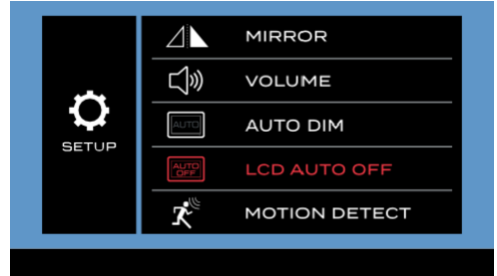 MIRROR
VOLUME
SETUP
AUTO
AUTO DIM
AUTO OFF
LCD AUTO OFF
MOTION DETECT